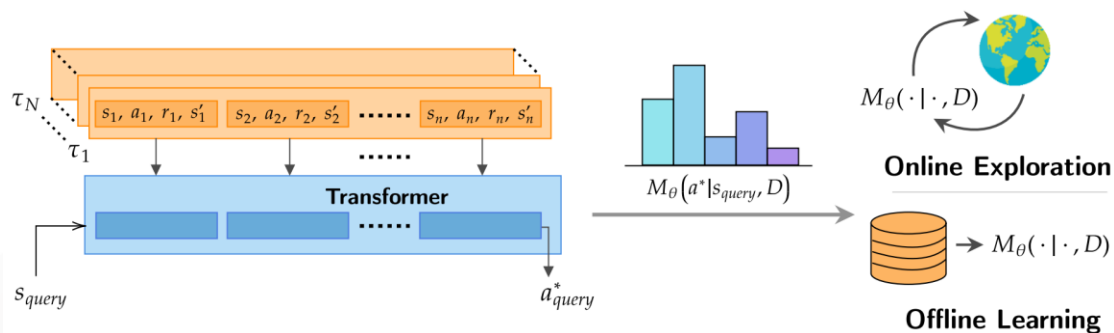 τ_N
τ_1
s_1, a_1, r_1, s'_1
s_2, a_2, r_2, s'_2
s_n, a_n, r_n, s'_n
Transformer
s_query
a*_query
M_θ(a*|s_query, D)
M_θ(·|·, D)
Online Exploration
M_θ(·|·, D)
Offline Learning